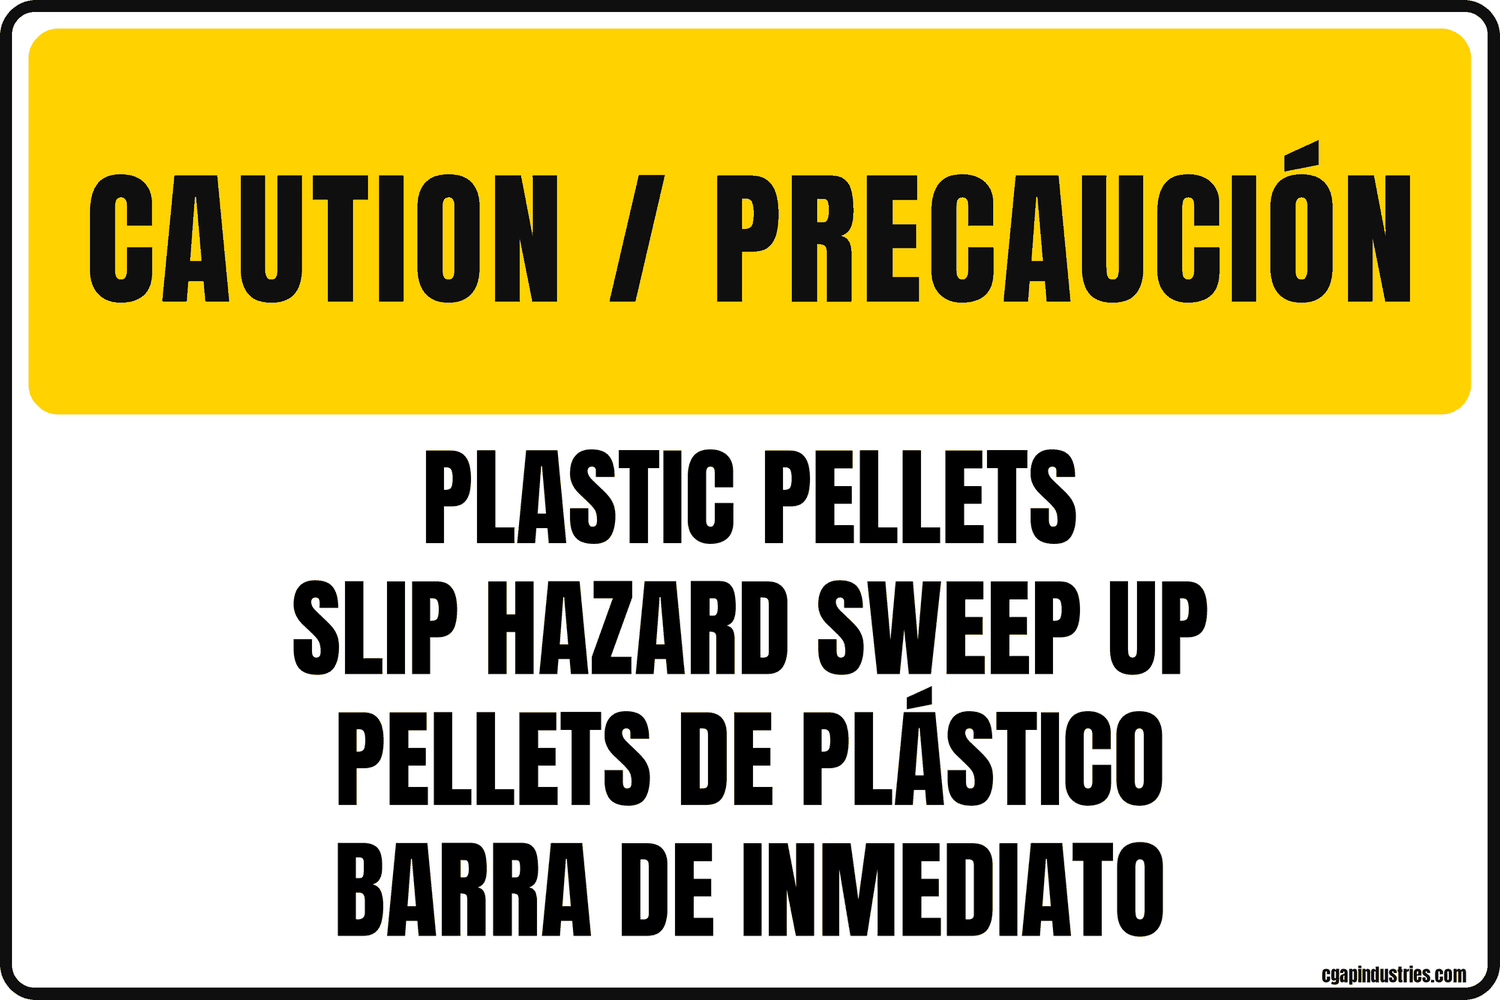 CAUTION / PRECAUCIÓN
PLASTIC PELLETS
SLIP HAZARD SWEEP UP
PELLETS DE PLÁSTICO
BARRA DE INMEDIATO
cgapindustries.com